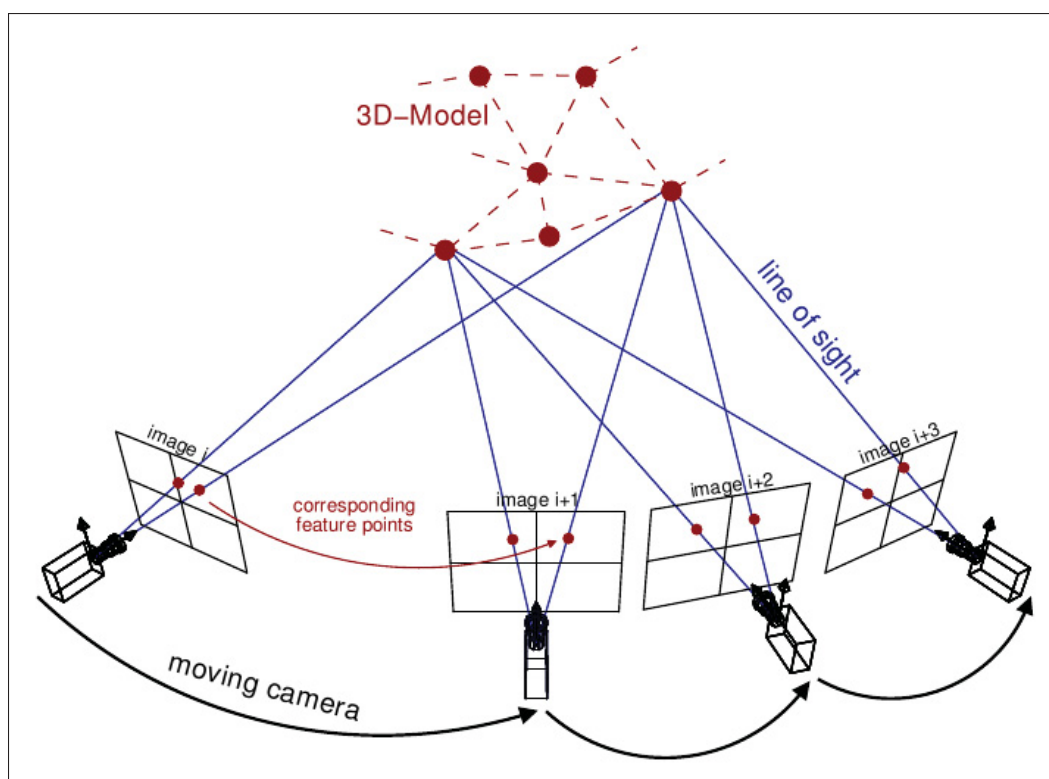 3D-Model
line of sight
image i
image i+1
image i+2
image i+3
corresponding
feature points
moving camera